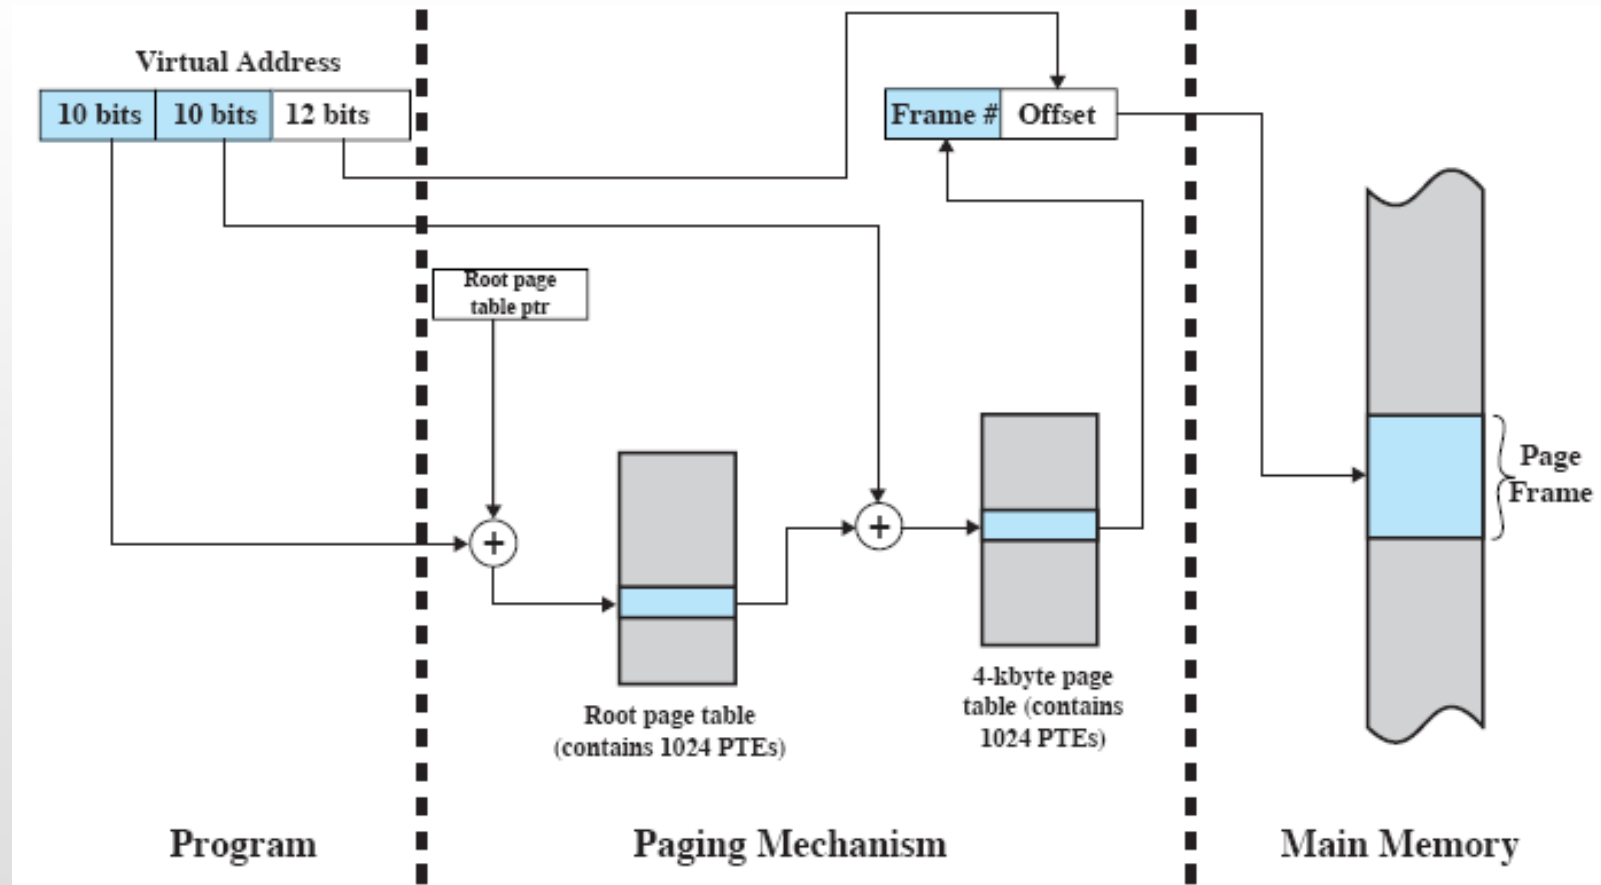 Virtual Address
10 bits
10 bits
12 bits
Frame #
Offset
Root page
table ptr
+
+
Page
Frame
Root page table
(contains 1024 PTEs)
4-kbyte page
table (contains
1024 PTEs)
Program
Paging Mechanism
Main Memory